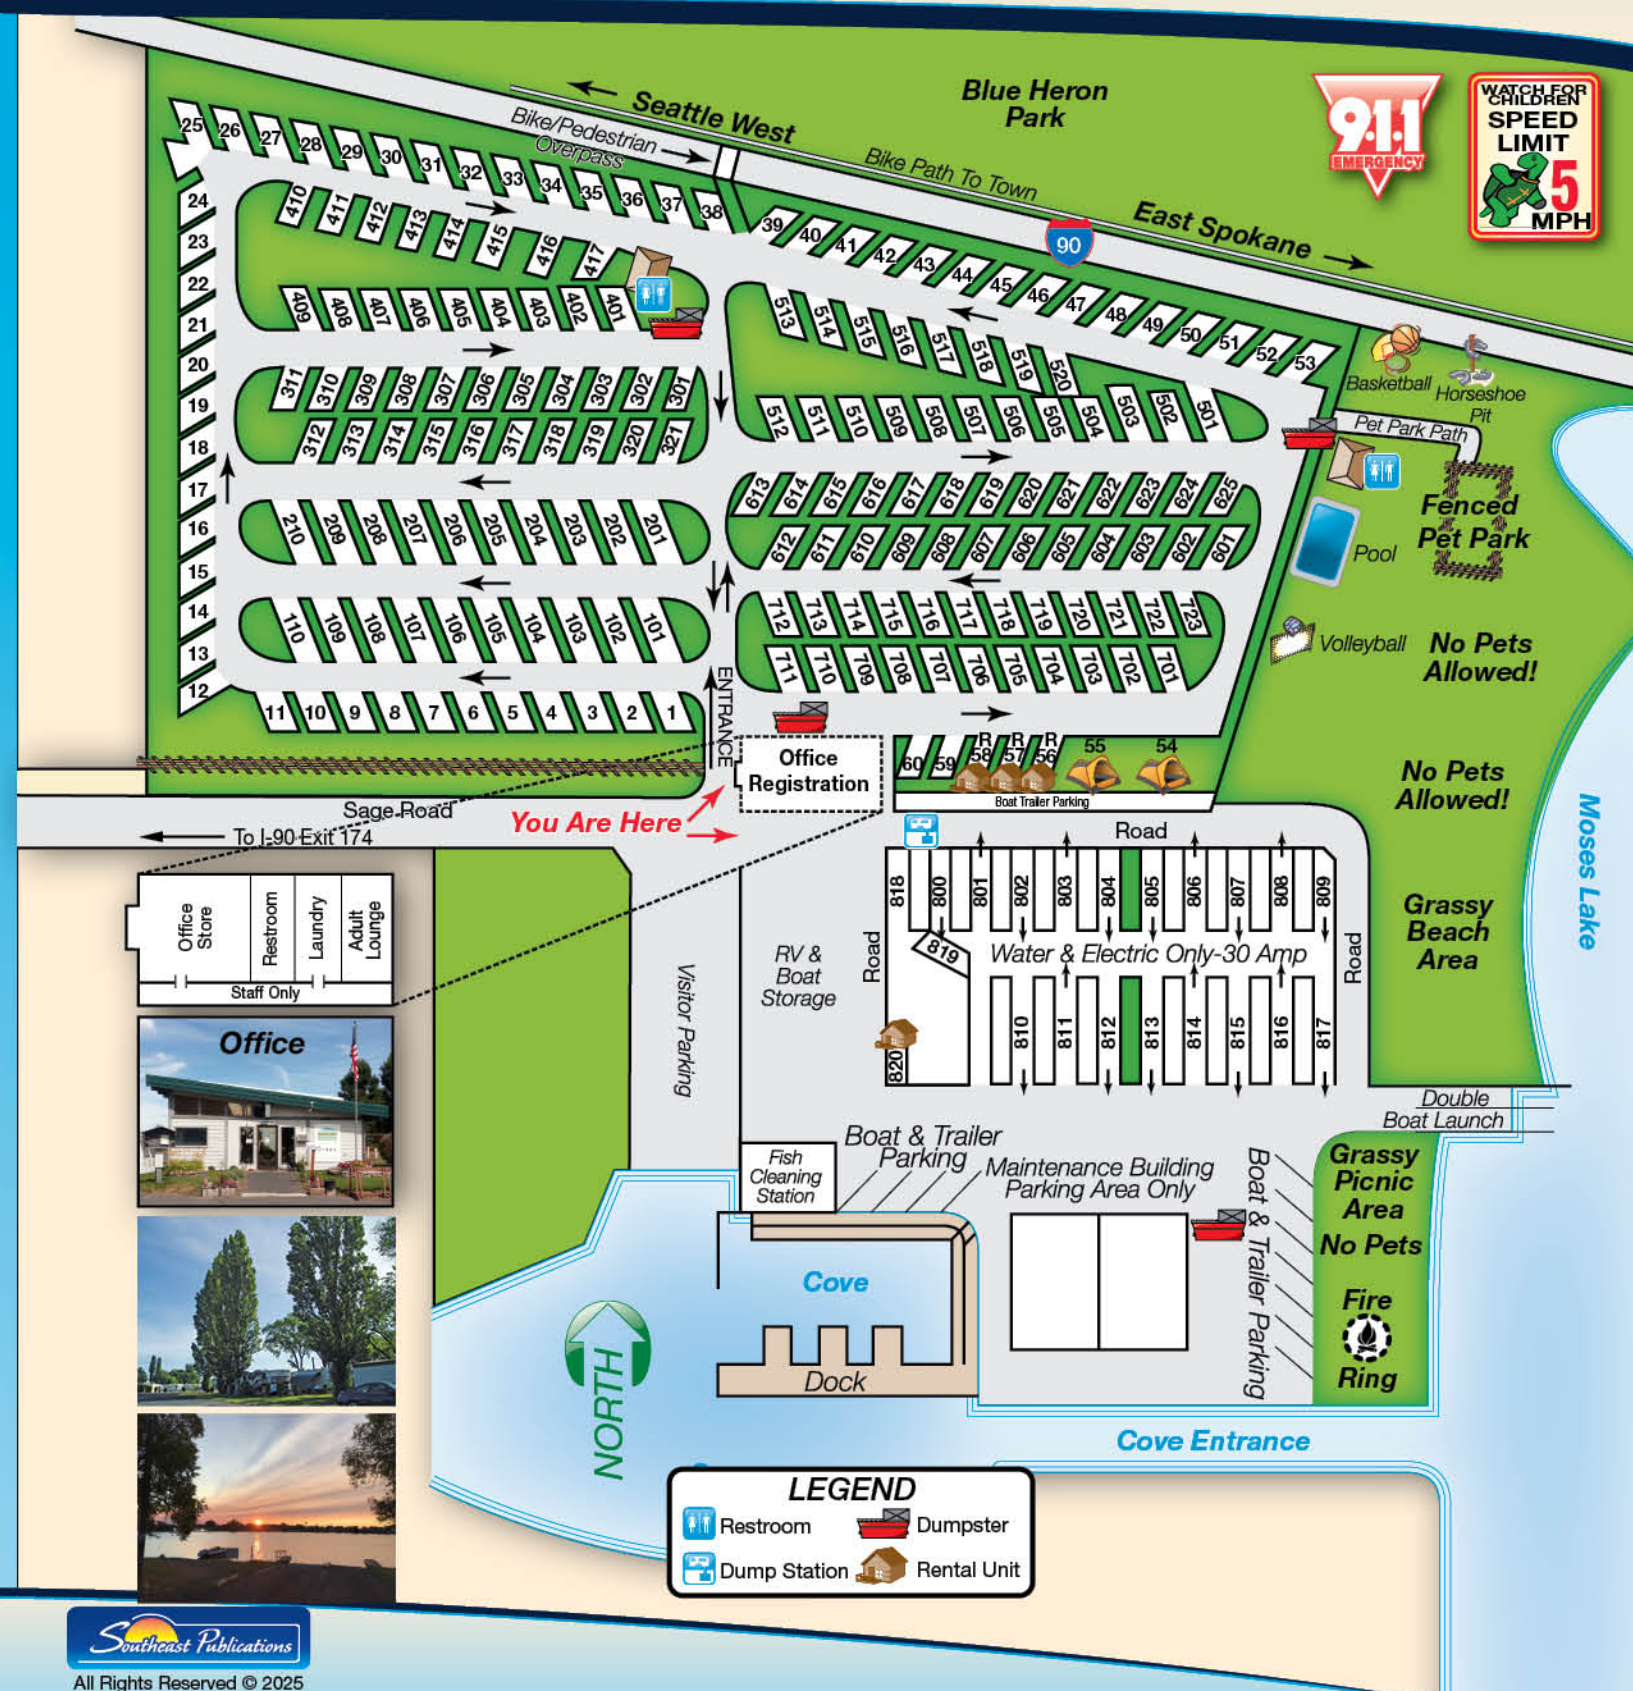 Blue Heron
Park
Seattle West
Bike/Pedestrian
Overpass
Bike Path To Town
East Spokane
90
9-1-1
EMERGENCY
WATCH FOR
CHILDREN
SPEED
LIMIT
5
MPH
25 26 27 28 29 30 31 32 33 34 35 36 37 38
39 40 41 42 43 44 45 46 47 48 49 50 51 52 53
24
23
22
21
20
19
18
17
16
15
14
13
12
410 411 412 413 414 415 416 417
409 408 407 406 405 404 403 402 401
311 310 309 308 307 306 305 304 303 302 301
312 313 314 315 316 317 318 319 320 321
210 209 208 207 206 205 204 203 202 201
110 109 108 107 106 105 104 103 102 101
11 10 9 8 7 6 5 4 3 2 1
513 514 515 516 517 518 519 520
512 511 510 509 508 507 506 505 504 503 502 501
613 614 615 616 617 618 619 620 621 622 623 624 625
612 611 610 609 608 607 606 605 604 603 602 601
712 713 714 715 716 717 718 719 720 721 722 723
711 710 709 708 707 706 705 704 703 702 701
Basketball
Horseshoe
Pit
Pet Park Path
Fenced
Pet Park
Pool
Volleyball
No Pets
Allowed!
No Pets
Allowed!
Grassy
Beach
Area
Moses Lake
ENTRANCE
Office
Registration
60 59 R 58 R 57 R 56 55 54
Boat Trailer Parking
Sage Road
To I-90 Exit 174
You Are Here
Road
818 800 801 802 803 804 805 806 807 808 809
819
Water & Electric Only-30 Amp
Road
Road
820 810 811 812 813 814 815 816 817
RV &
Boat
Storage
Visitor Parking
Office
Store
Restroom
Laundry
Adult
Lounge
Staff Only
Office
Double
Boat Launch
Fish
Cleaning
Station
Boat & Trailer
Parking
Maintenance Building
Parking Area Only
Boat & Trailer Parking
Grassy
Picnic
Area
No Pets
Fire
Ring
Cove
Dock
NORTH
Cove Entrance
LEGEND
Restroom
Dumpster
Dump Station
Rental Unit
Southeast Publications
All Rights Reserved © 2025